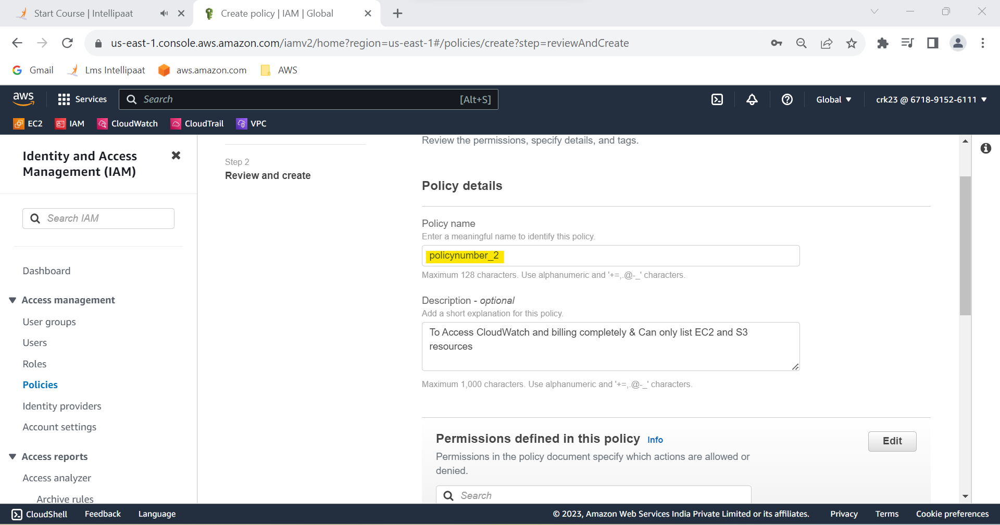 Start Course | Intellipaat
Create policy | IAM | Global
us-east-1.console.aws.amazon.com/iamv2/home?region=us-east-1#/policies/create?step=reviewAndCreate
Gmail
Lms Intellipaat
aws.amazon.com
AWS
aws
Services
Search
[Alt+S]
Global
crk23 @ 6718-9152-6111
EC2
IAM
CloudWatch
CloudTrail
VPC
Identity and Access
Management (IAM)
Search IAM
Dashboard
Access management
User groups
Users
Roles
Policies
Identity providers
Account settings
Access reports
Access analyzer
Archive rules
Step 2
Review and create
Review the permissions, specify details, and tags.
Policy details
Policy name
Enter a meaningful name to identify this policy.
policynumber_2
Maximum 128 characters. Use alphanumeric and '+=,.@-_' characters.
Description - optional
Add a short explanation for this policy.
To Access CloudWatch and billing completely & Can only list EC2 and S3
resources
Maximum 1,000 characters. Use alphanumeric and '+=,.@-_' characters.
Permissions defined in this policy
Info
Edit
Permissions in the policy document specify which actions are allowed or
denied.
Search
CloudShell
Feedback
Language
© 2023, Amazon Web Services India Private Limited or its affiliates.
Privacy
Terms
Cookie preferences